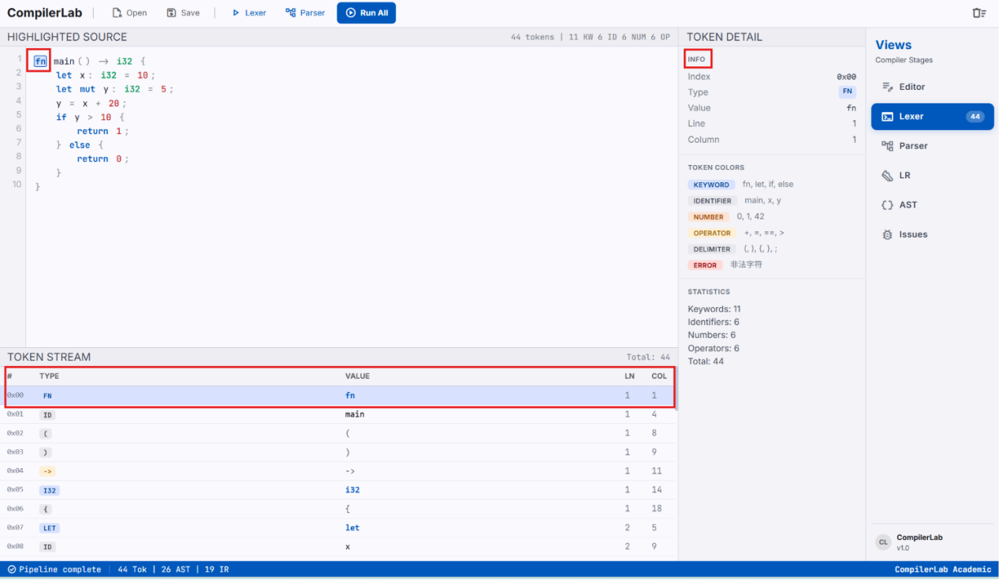 CompilerLab Open Save Lexer Parser Run All
HIGHLIGHTED SOURCE 44 tokens | 11 KW 6 ID 6 NUM 6 OP
1 fn main() -> i32 {
2 let x: i32 = 10;
3 let mut y: i32 = 5;
4 y = x + 20;
5 if y > 10 {
6 return 1;
7 } else {
8 return 0;
9 }
10 }
TOKEN STREAM Total: 44
# TYPE VALUE LN COL
0x00 FN fn 1 1
0x01 ID main 1 4
0x02 ( ( 1 8
0x03 ) ) 1 9
0x04 -> -> 1 11
0x05 I32 i32 1 14
0x06 { { 1 18
0x07 LET let 2 5
0x08 ID x 2 9
TOKEN DETAIL
INFO
Index 0x00
Type FN
Value fn
Line 1
Column 1
TOKEN COLORS
KEYWORD fn, let, if, else
IDENTIFIER main, x, y
NUMBER 0, 1, 42
OPERATOR +, =, ==, >
DELIMITER (, ), {, }, ;
ERROR 非法字符
STATISTICS
Keywords: 11
Identifiers: 6
Numbers: 6
Operators: 6
Total: 44
Views
Compiler Stages
Editor
Lexer 44
Parser
LR
AST
Issues
CL CompilerLab
v1.0
Pipeline complete 44 Tok | 26 AST | 19 IR CompilerLab Academic